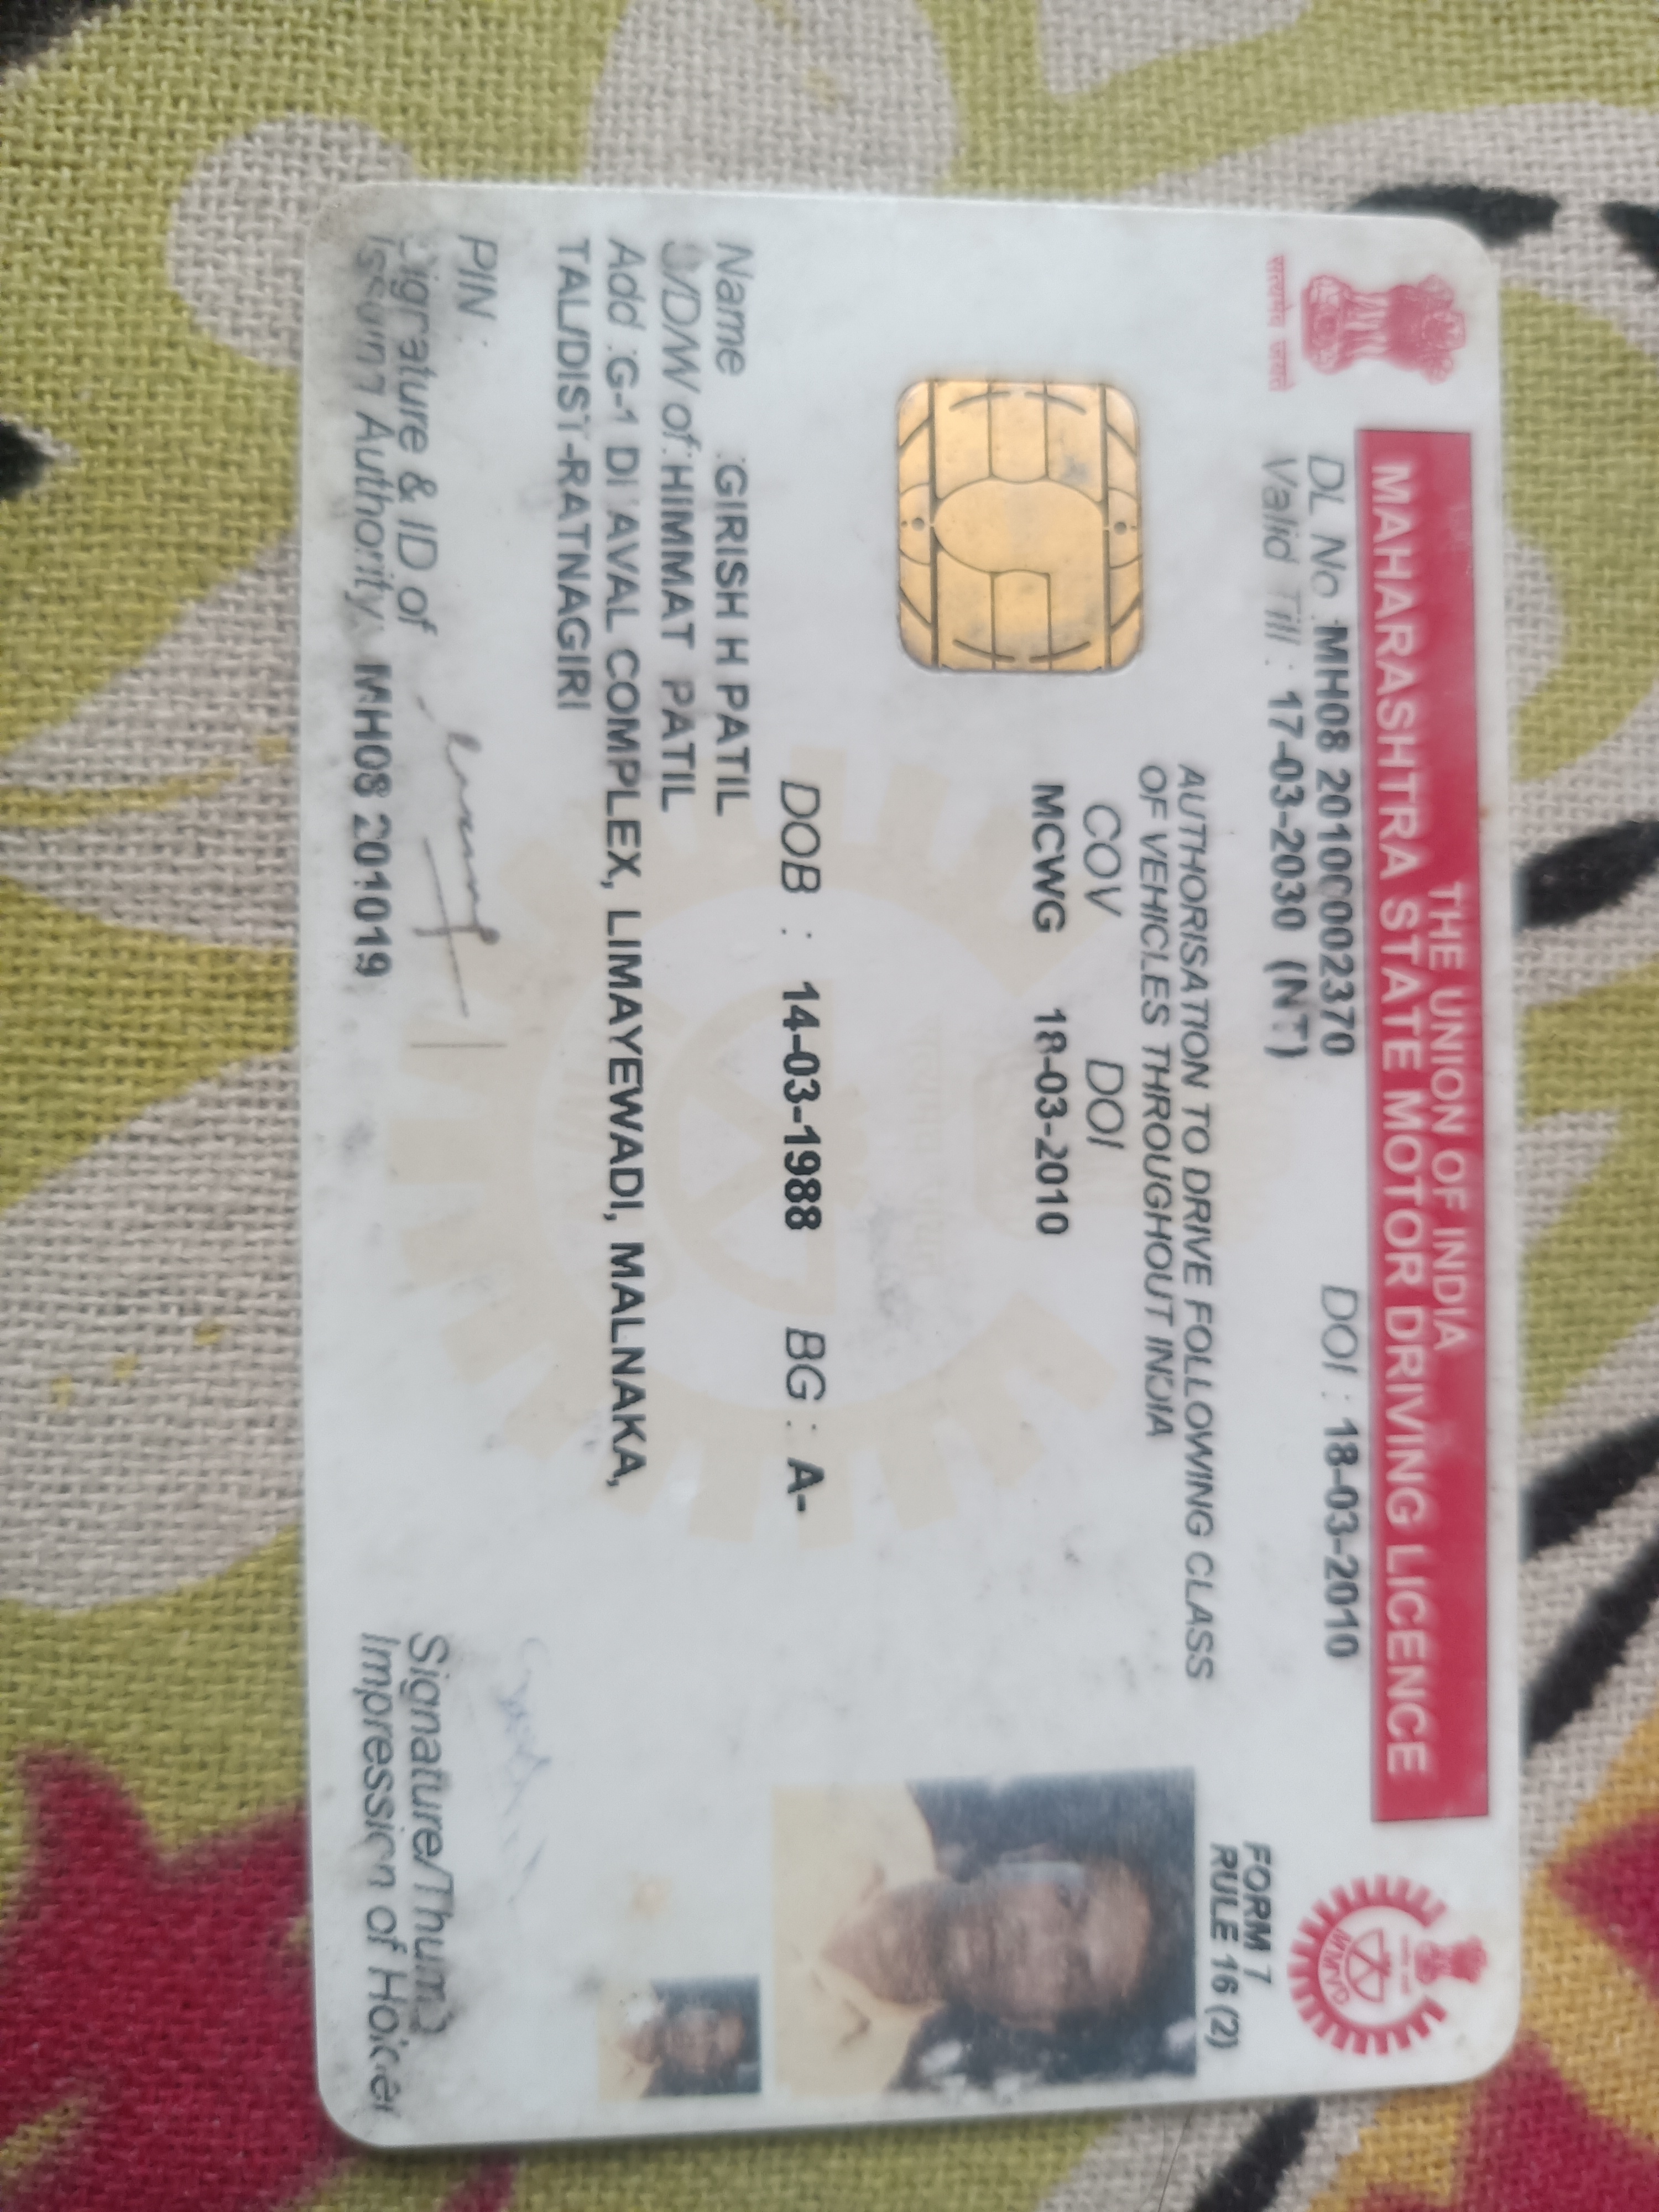 THE UNION OF INDIA
MAHARASHTRA STATE MOTOR DRIVING LICENCE
सत्यमेव जयते
DL No : MH08 20100002370 DOI : 18-03-2010
Valid Till : 17-03-2030 (NT)
FORM 7
RULE 16 (2)
AUTHORISATION TO DRIVE FOLLOWING CLASS
OF VEHICLES THROUGHOUT INDIA
COV DOI
MCWG 18-03-2010
DOB : 14-03-1988 BG : A-
Name : GIRISH H PATIL
S/D/W of : HIMMAT PATIL
Add : G-1 COMPLEX, LIMAYEWADI, MALNAKA,
TAL/DIST-RATNAGIRI
PIN :
Signature & ID of
Issuing Authority MH08 2010019
Signature/Thumb
Impression of Holder